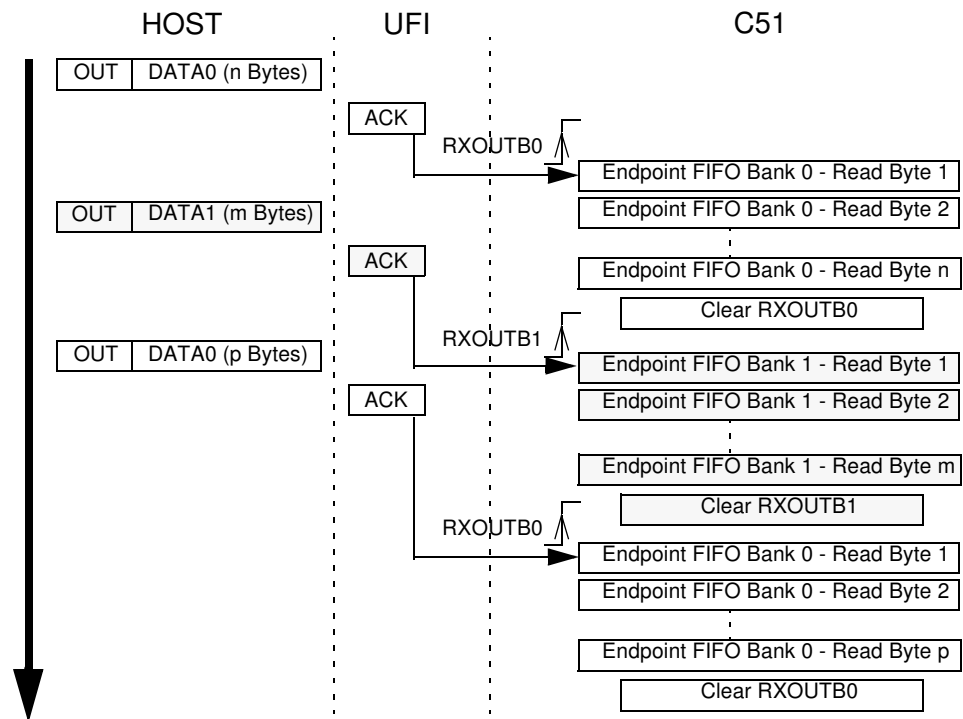 HOST UFI C51
OUT DATA0 (n Bytes)
ACK
RXOUTB0
Endpoint FIFO Bank 0 - Read Byte 1
OUT DATA1 (m Bytes)
Endpoint FIFO Bank 0 - Read Byte 2
ACK
Endpoint FIFO Bank 0 - Read Byte n
Clear RXOUTB0
RXOUTB1
OUT DATA0 (p Bytes)
Endpoint FIFO Bank 1 - Read Byte 1
ACK
Endpoint FIFO Bank 1 - Read Byte 2
Endpoint FIFO Bank 1 - Read Byte m
Clear RXOUTB1
RXOUTB0
Endpoint FIFO Bank 0 - Read Byte 1
Endpoint FIFO Bank 0 - Read Byte 2
Endpoint FIFO Bank 0 - Read Byte p
Clear RXOUTB0